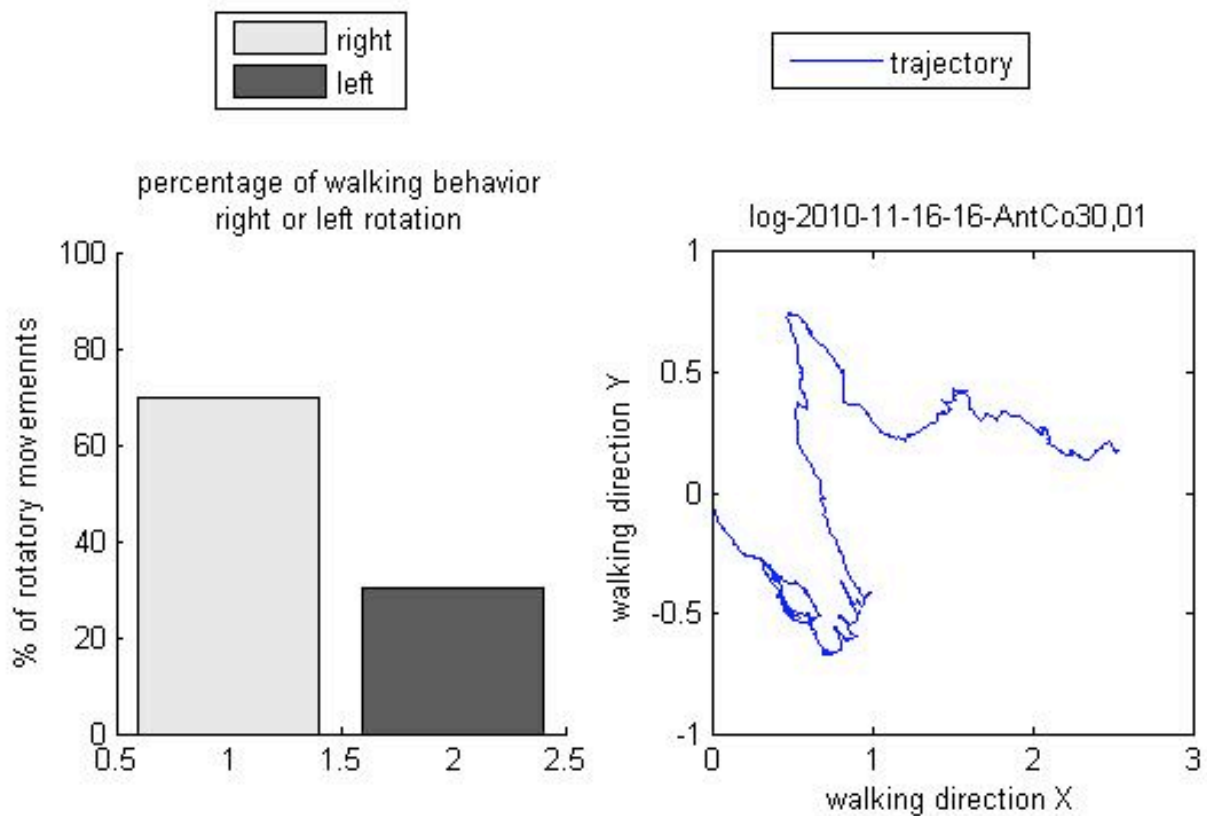 right
left
percentage of walking behavior
right or left rotation
100
80
60
40
20
0
% of rotatory movemennts
0.5
1
1.5
2
2.5
trajectory
log-2010-11-16-16-AntCo30,01
1
0.5
0
-0.5
-1
walking direction Y
0
1
2
3
walking direction X